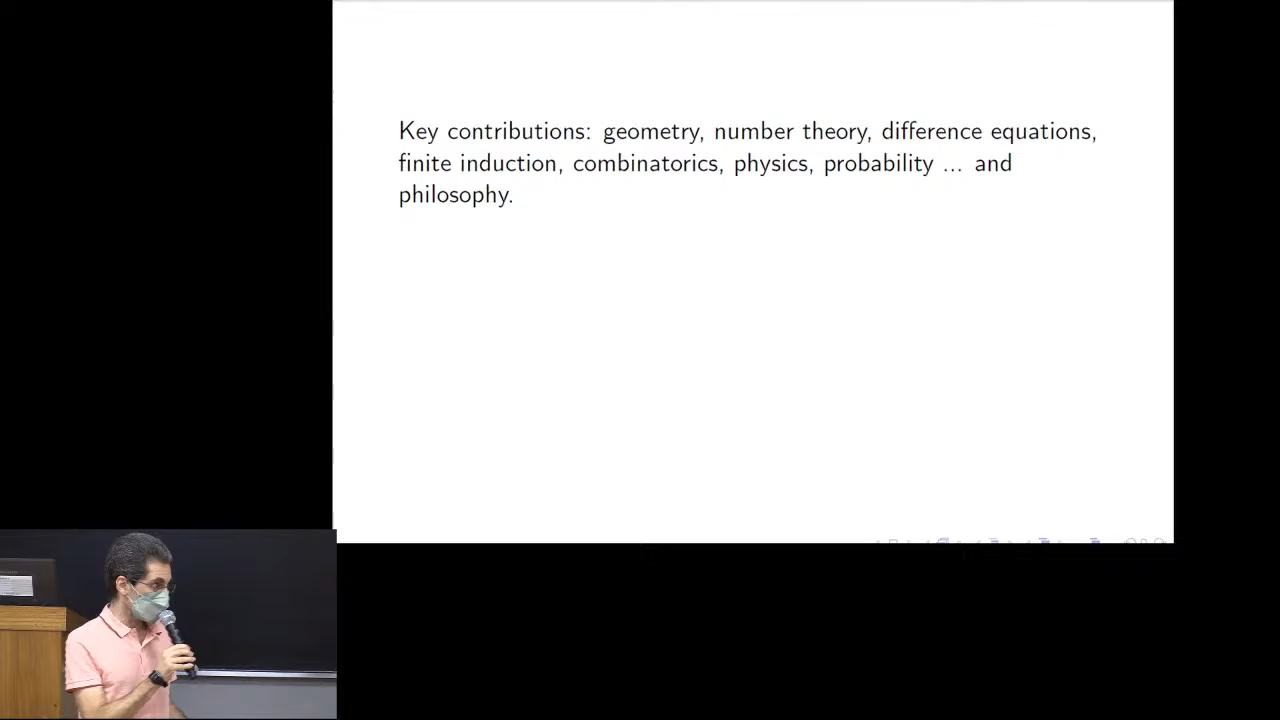 Key contributions: geometry, number theory, difference equations,
finite induction, combinatorics, physics, probability ... and
philosophy.